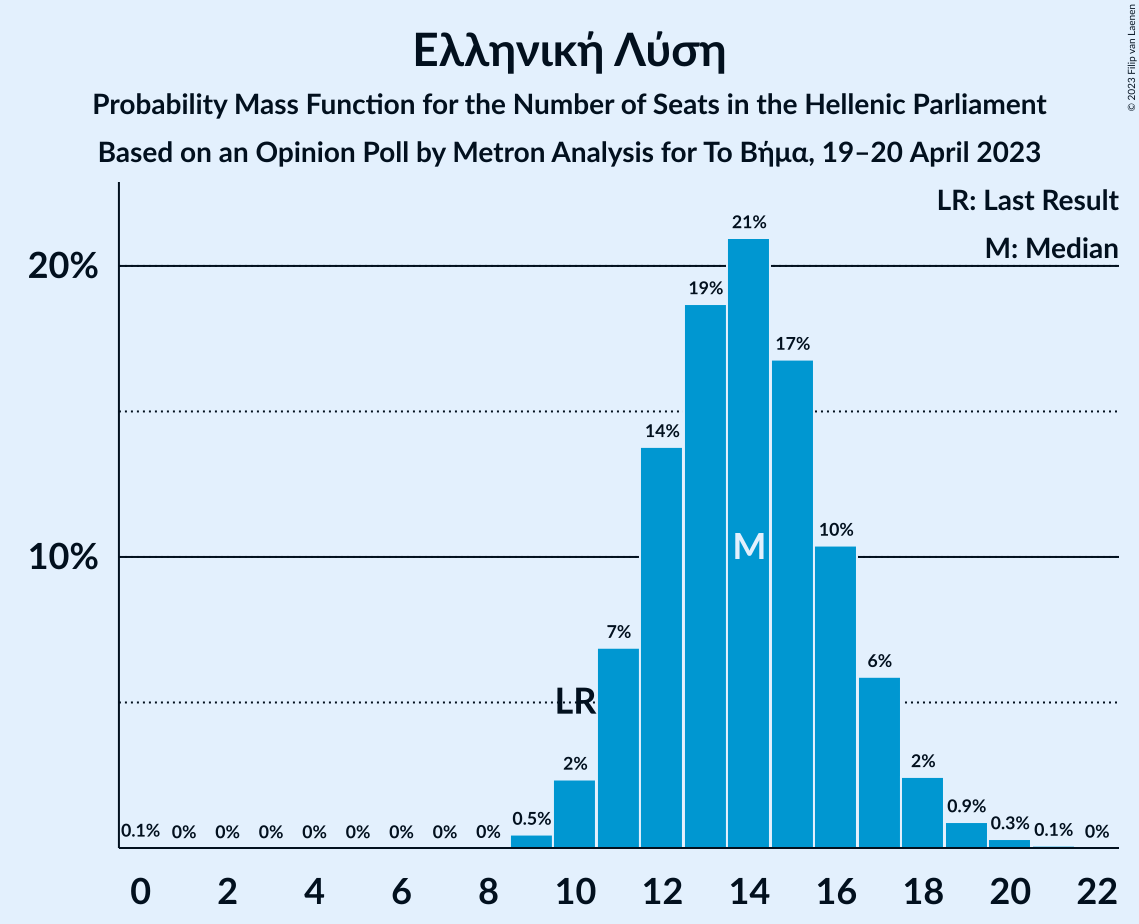 Ελληνική Λύση
Probability Mass Function for the Number of Seats in the Hellenic Parliament
Based on an Opinion Poll by Metron Analysis for Το Βήμα, 19–20 April 2023
© 2023 Filip van Laenen
LR: Last Result
M: Median
20%
10%
0.1% 0% 0% 0% 0% 0% 0% 0% 0% 0.5% 2% 7% 14% 19% 21% 17% 10% 6% 2% 0.9% 0.3% 0.1% 0%
LR
M
0 2 4 6 8 10 12 14 16 18 20 22